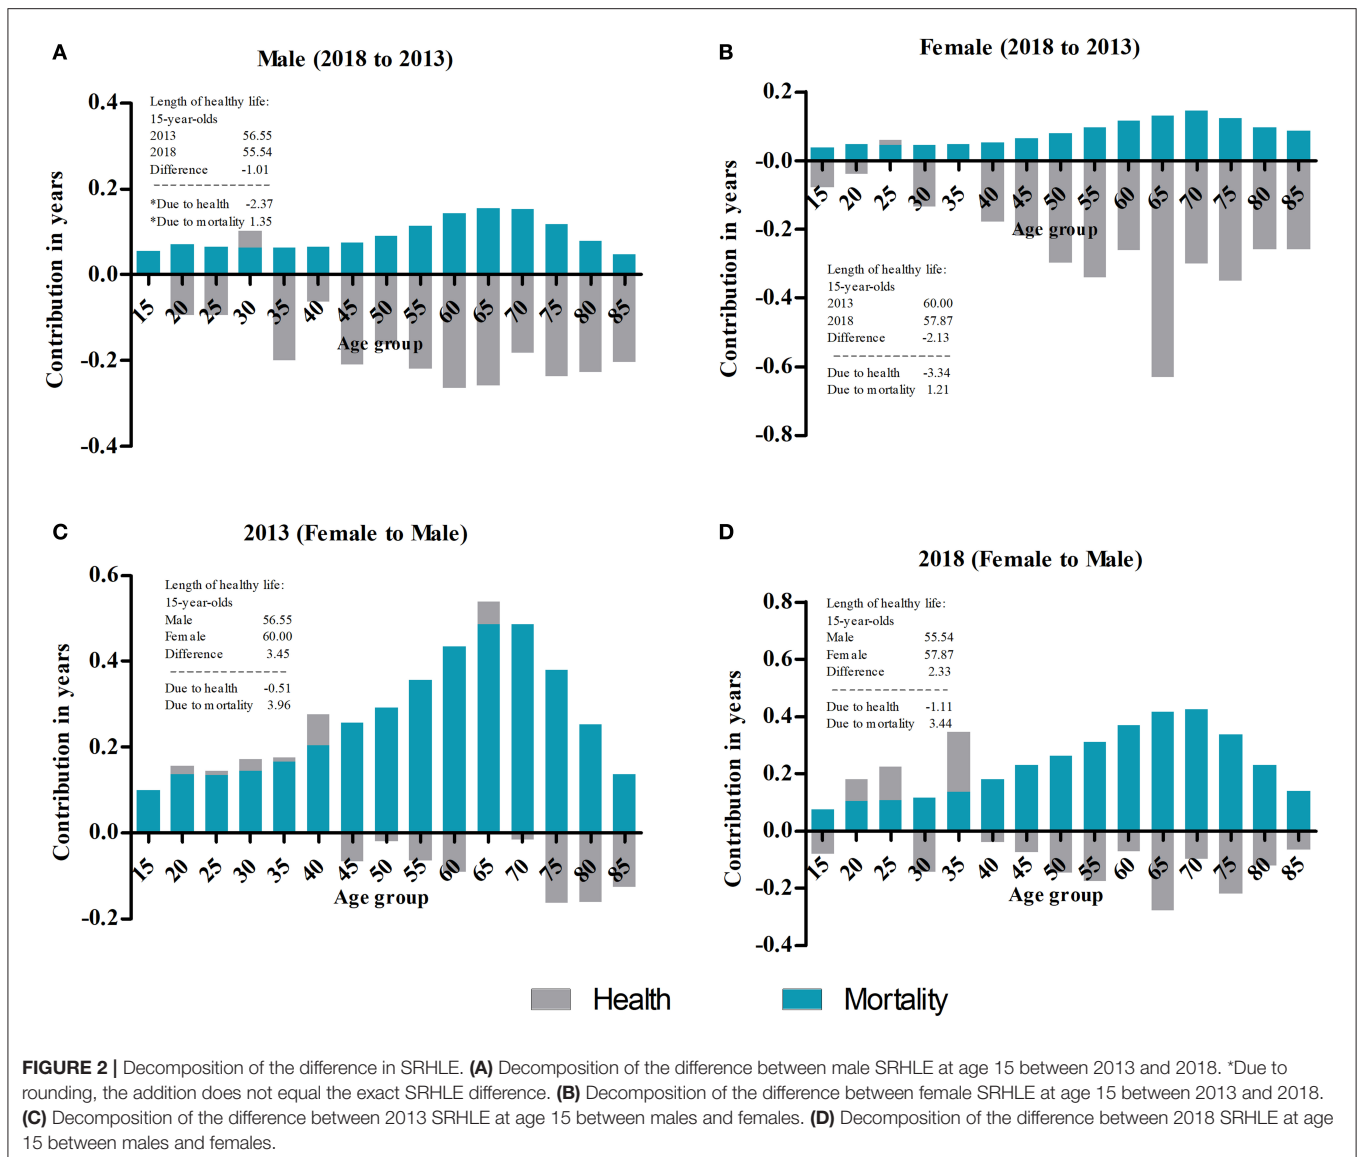 A
Male (2018 to 2013)
Contribution in years
0.4
0.2
0.0
-0.2
-0.4
Length of healthy life:
15-year-olds
2013 56.55
2018 55.54
Difference -1.01
*Due to health -2.37
*Due to mortality 1.35
15 20 25 30 35 40 45 50 55 60 65 70 75 80 85
Age group
B
Female (2018 to 2013)
Contribution in years
0.2
-0.0
-0.2
-0.4
-0.6
-0.8
15 20 25 30 35 40 45 50 55 60 65 70 75 80 85
Age group
Length of healthy life:
15-year-olds
2013 60.00
2018 57.87
Difference -2.13
Due to health -3.34
Due to mortality 1.21
C
2013 (Female to Male)
Contribution in years
0.6
0.4
0.2
0.0
-0.2
Length of healthy life:
15-year-olds
Male 56.55
Female 60.00
Difference 3.45
Due to health -0.51
Due to mortality 3.96
15 20 25 30 35 40 45 50 55 60 65 70 75 80 85
Age group
D
2018 (Female to Male)
Contribution in years
0.8
0.6
0.4
0.2
0.0
-0.2
-0.4
Length of healthy life:
15-year-olds
Male 55.54
Female 57.87
Difference 2.33
Due to health -1.11
Due to mortality 3.44
15 20 25 30 35 40 45 50 55 60 65 70 75 80 85
Age group
Health Mortality
FIGURE 2 | Decomposition of the difference in SRHLE. (A) Decomposition of the difference between male SRHLE at age 15 between 2013 and 2018. *Due to
rounding, the addition does not equal the exact SRHLE difference. (B) Decomposition of the difference between female SRHLE at age 15 between 2013 and 2018.
(C) Decomposition of the difference between 2013 SRHLE at age 15 between males and females. (D) Decomposition of the difference between 2018 SRHLE at age
15 between males and females.